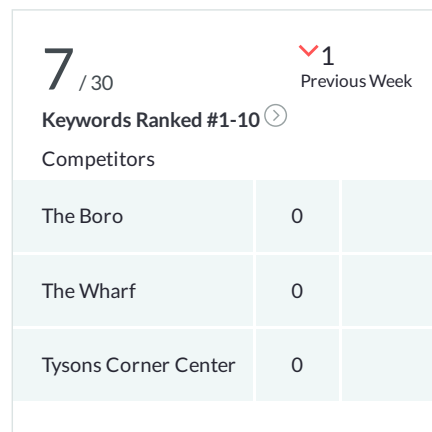 7 / 30
1
Previous Week
Keywords Ranked #1-10
Competitors
The Boro 0
The Wharf 0
Tysons Corner Center 0